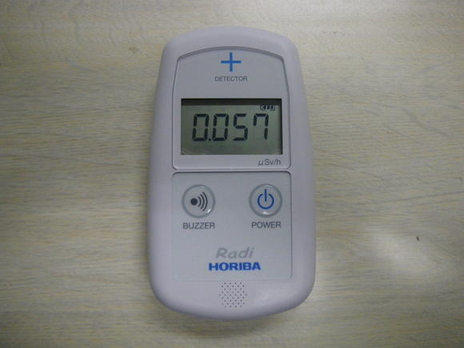 DETECTOR
0.057
μSv/h
BUZZER
POWER
Radi
HORIBA